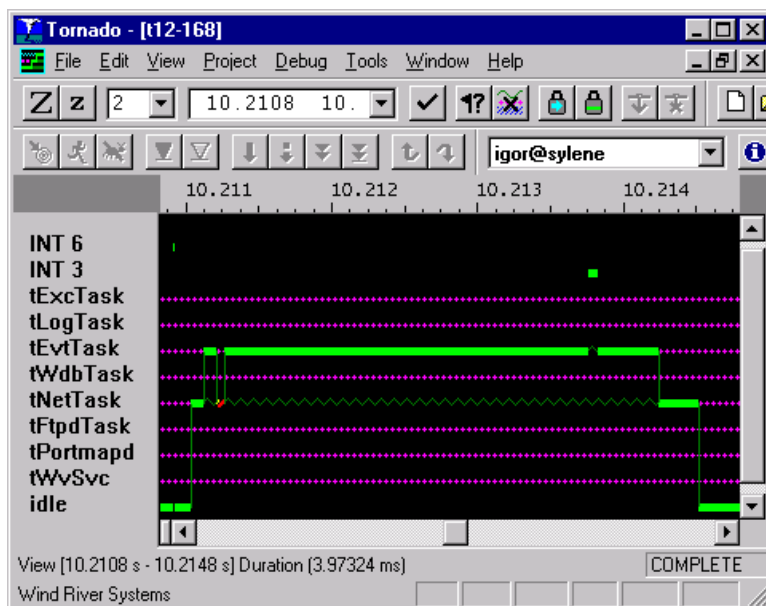 Tornado - [t12-168]
File Edit View Project Debug Tools Window Help
Z z 2 10.2108 10.
igor@sylene
10.211 10.212 10.213 10.214
INT 6
INT 3
tExcTask
tLogTask
tEvtTask
tWdbTask
tNetTask
tFtpdTask
tPortmapd
tWvSvc
idle
View [10.2108 s - 10.2148 s] Duration (3.97324 ms) COMPLETE
Wind River Systems